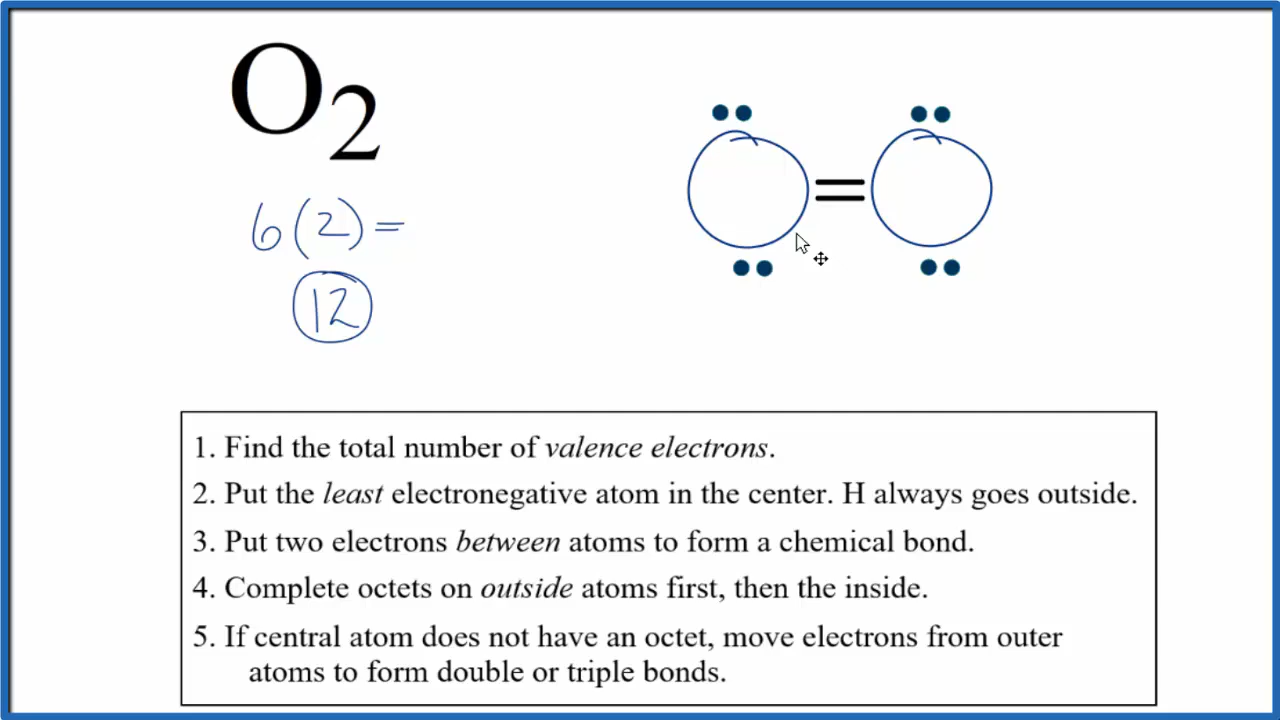 O2
6(2)=
12
O=O
1. Find the total number of valence electrons.
2. Put the least electronegative atom in the center. H always goes outside.
3. Put two electrons between atoms to form a chemical bond.
4. Complete octets on outside atoms first, then the inside.
5. If central atom does not have an octet, move electrons from outer
atoms to form double or triple bonds.